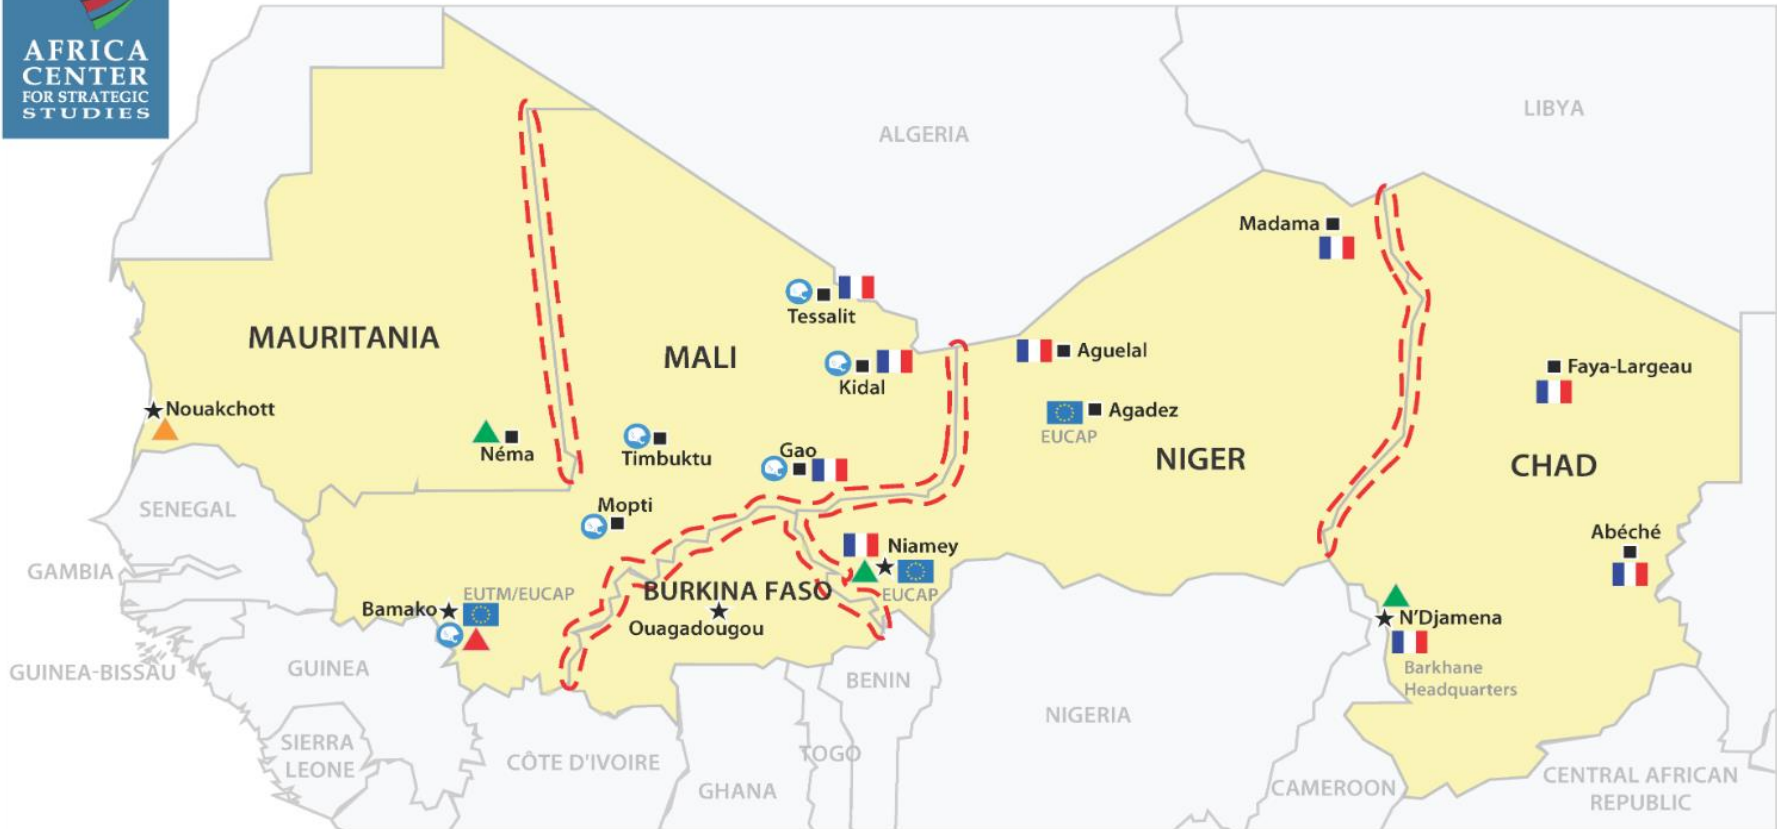 AFRICA
CENTER
FOR STRATEGIC
STUDIES
ALGERIA
LIBYA
Madama
Tessalit
MAURITANIA
MALI
Kidal
Aguelal
Faya-Largeau
Nouakchott
Agadez
EUCAP
Néma
Timbuktu
Gao
NIGER
CHAD
SENEGAL
Mopti
Niamey
Abéché
GAMBIA
EUTM/EUCAP
BURKINA FASO
EUCAP
Bamako
Ouagadougou
N'Djamena
GUINEA-BISSAU
GUINEA
BENIN
Barkhane
Headquarters
NIGERIA
SIERRA
LEONE
CÔTE D'IVOIRE
TOGO
GHANA
CAMEROON
CENTRAL AFRICAN
REPUBLIC